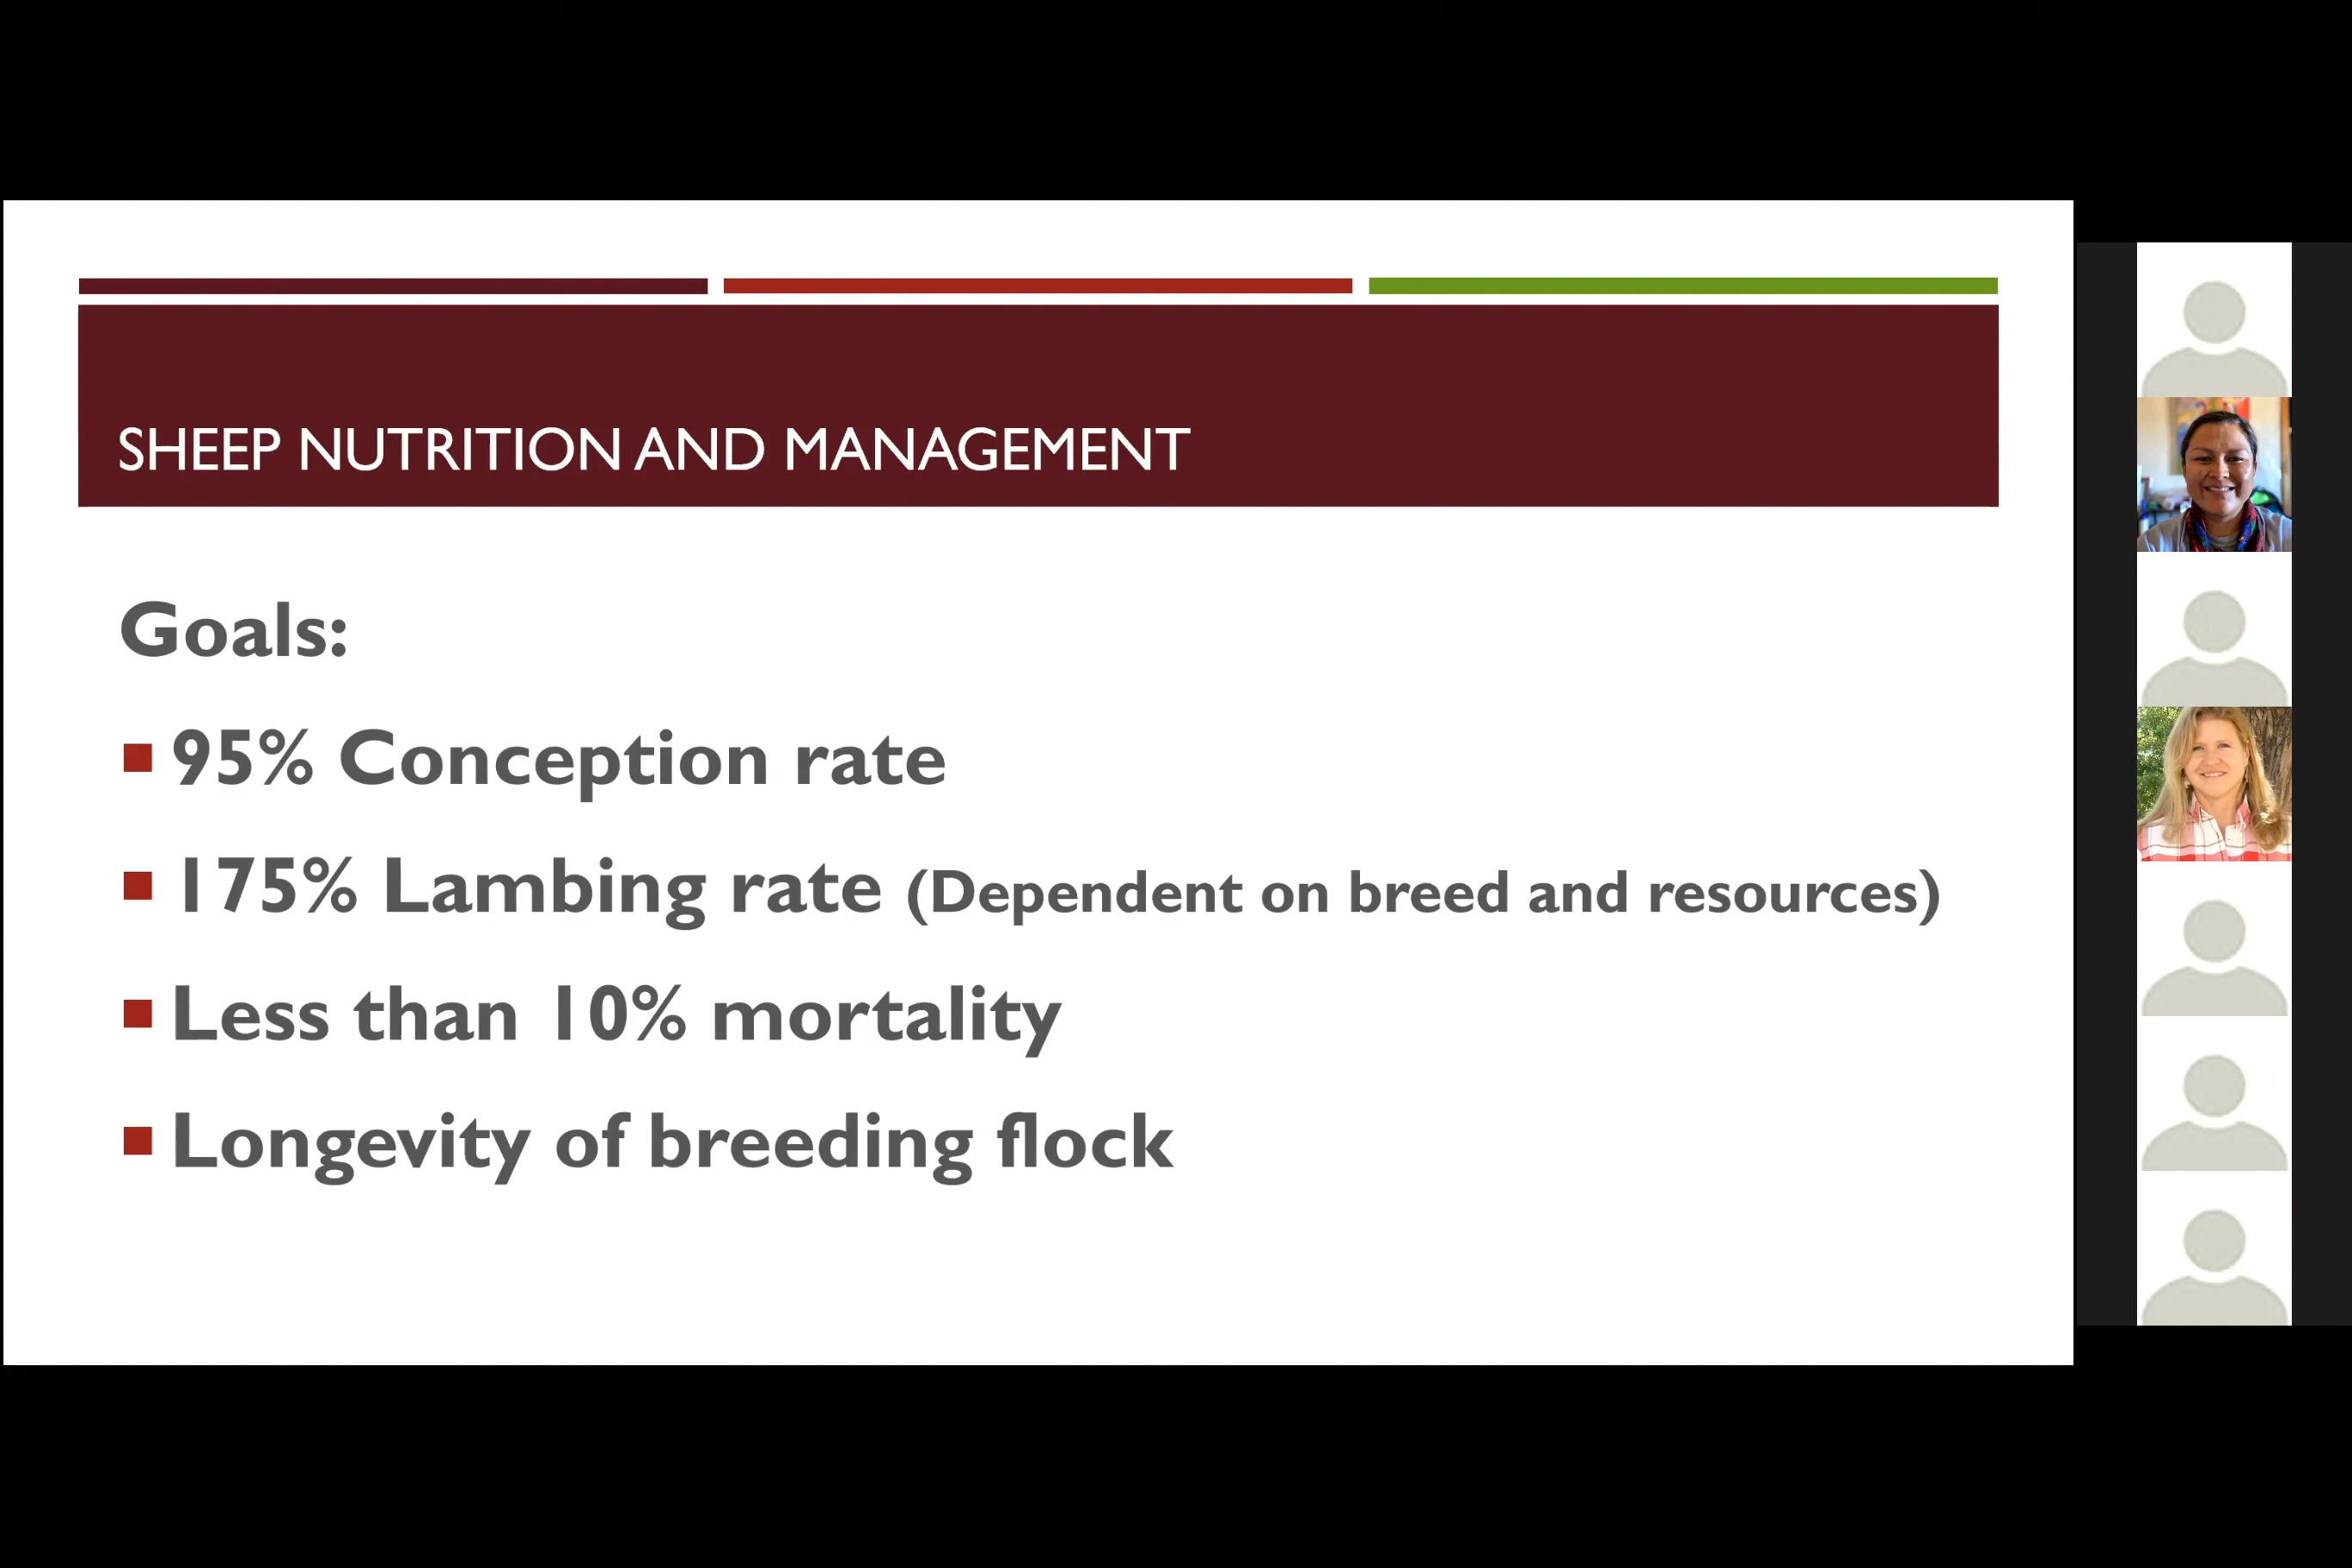 SHEEP NUTRITION AND MANAGEMENT
Goals:
95% Conception rate
175% Lambing rate (Dependent on breed and resources)
Less than 10% mortality
Longevity of breeding flock